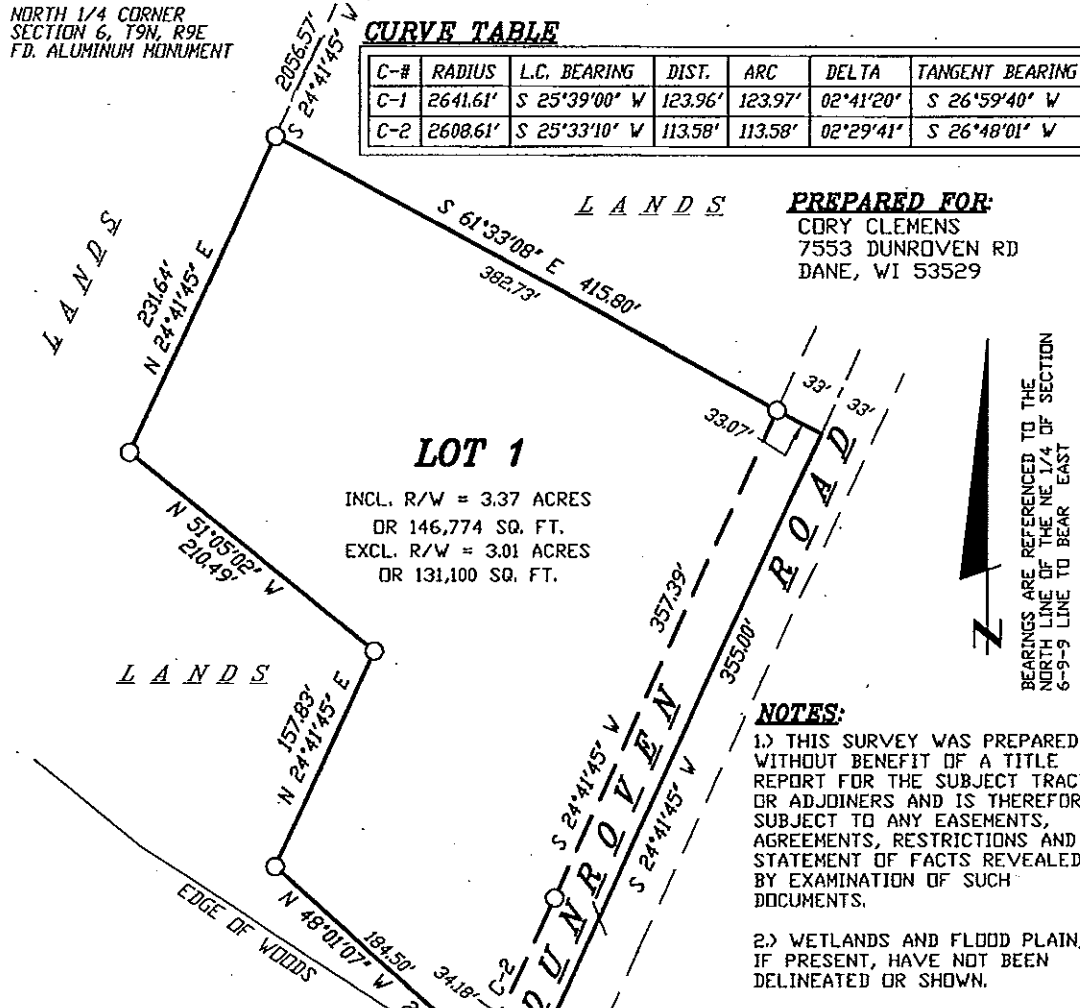 NORTH 1/4 CORNER
SECTION 6, T9N, R9E
FD. ALUMINUM MONUMENT
2056.57'
S 24°41'45" W
CURVE TABLE
C-# RADIUS L.C. BEARING DIST. ARC DELTA TANGENT BEARING
C-1 2641.61' S 25°39'00" W 123.96' 123.97' 02°41'20" S 26°59'40" W
C-2 2608.61' S 25°33'10" W 113.58' 113.58' 02°29'41" S 26°48'01" W
LANDS
S 61°33'08" E 415.80'
382.73'
PREPARED FOR:
CORY CLEMENS
7553 DUNROVEN RD
DANE, WI 53529
LANDS
231.64'
N 24°41'45" E
33'
33'
33.07'
BEARINGS ARE REFERENCED TO THE
NORTH LINE OF THE NE 1/4 OF SECTION
6-9-9 LINE TO BEAR EAST
N
LOT 1
INCL. R/W = 3.37 ACRES
OR 146,774 SQ. FT.
EXCL. R/W = 3.01 ACRES
OR 131,100 SQ. FT.
N 51°05'02" W
210.49'
357.39'
S 24°41'45" W
355.00'
S 24°41'45" W
DUNROVEN ROAD
LANDS
157.83'
N 24°41'45" E
NOTES:
1.) THIS SURVEY WAS PREPARED
WITHOUT BENEFIT OF A TITLE
REPORT FOR THE SUBJECT TRACT
OR ADJOINERS AND IS THEREFOR
SUBJECT TO ANY EASEMENTS,
AGREEMENTS, RESTRICTIONS AND
STATEMENT OF FACTS REVEALED
BY EXAMINATION OF SUCH
DOCUMENTS.
2.) WETLANDS AND FLOOD PLAIN,
IF PRESENT, HAVE NOT BEEN
DELINEATED OR SHOWN.
EDGE OF WOODS
N 48°01'07" W
184.50'
34.18'
C-2